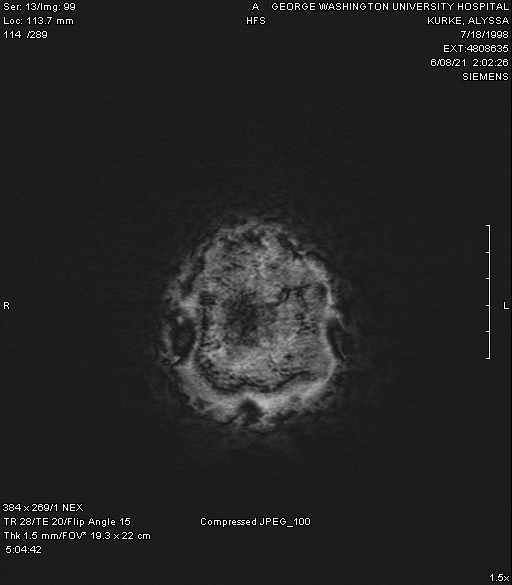 Ser: 13/Img: 99
Loc: 113.7 mm
114 /289
A GEORGE WASHINGTON UNIVERSITY HOSPITAL
HFS
KURKE, ALYSSA
7/18/1998
EXT:4808635
6/08/21 2:02:26
SIEMENS
R
L
384 x 269/1 NEX
TR 28/TE 20/Flip Angle 15
Thk 1.5 mm/FOV* 19.3 x 22 cm
5:04:42
Compressed JPEG_100
1.5x